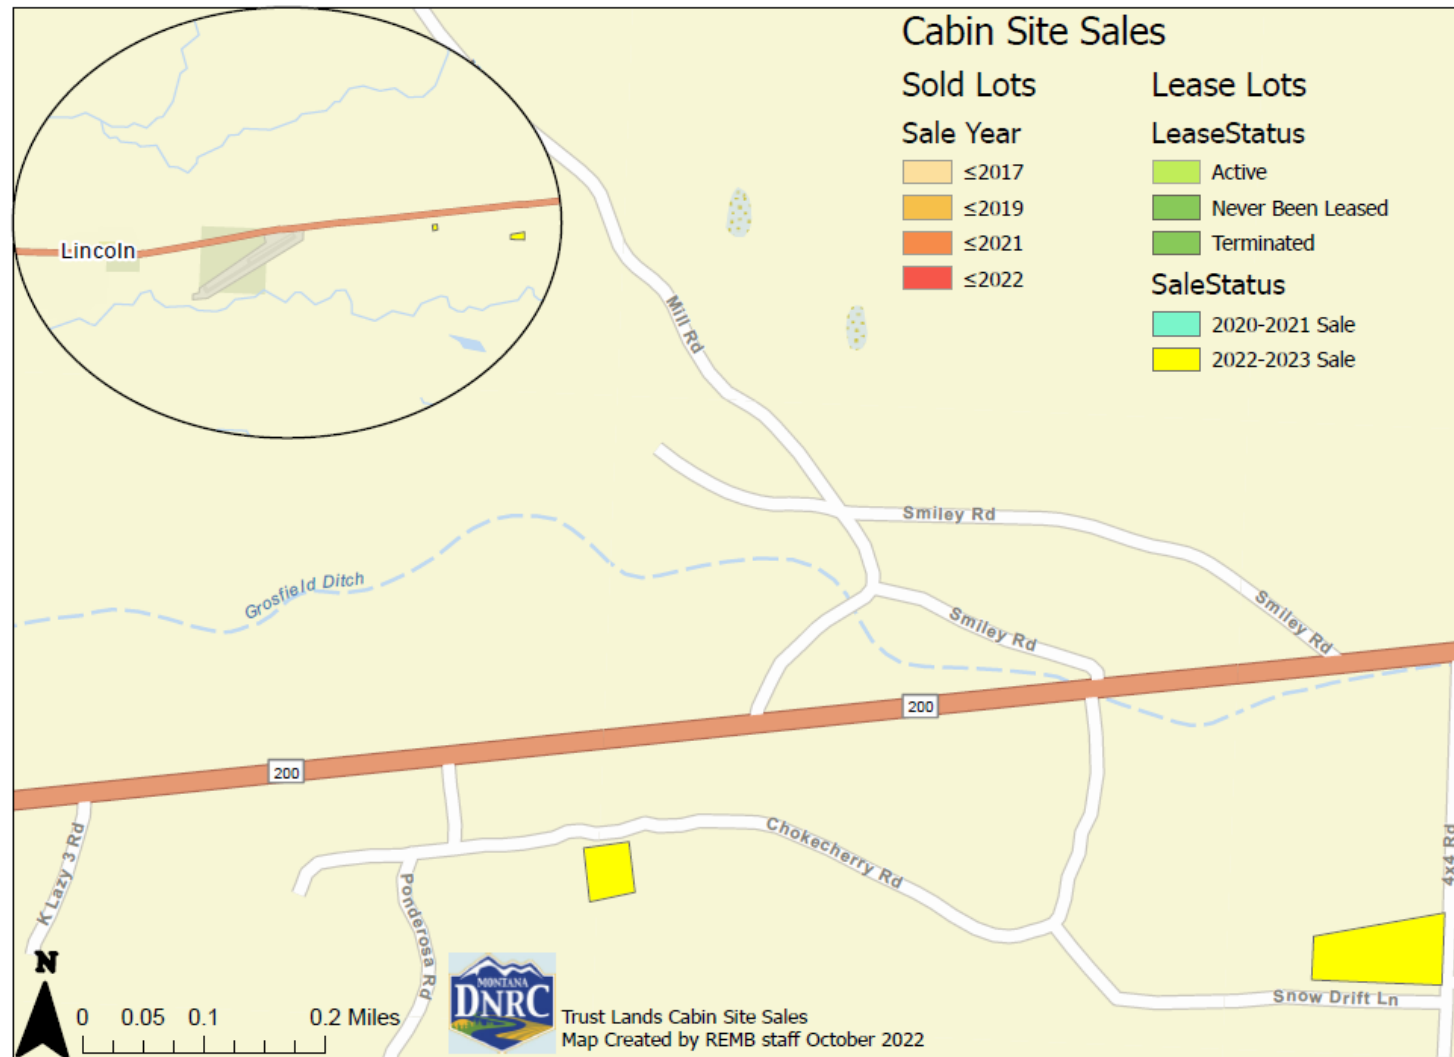 Cabin Site Sales
Sold Lots
Sale Year
≤2017
≤2019
≤2021
≤2022
Lease Lots
LeaseStatus
Active
Never Been Leased
Terminated
SaleStatus
2020-2021 Sale
2022-2023 Sale
Lincoln
Mill Rd
Smiley Rd
Grosfield Ditch
Smiley Rd
Smiley Rd
200
200
K Lazy 3 Rd
Ponderosa Rd
Chokecherry Rd
4x4 Rd
Snow Drift Ln
N
0 0.05 0.1 0.2 Miles
MONTANA
DNRC
Trust Lands Cabin Site Sales
Map Created by REMB staff October 2022